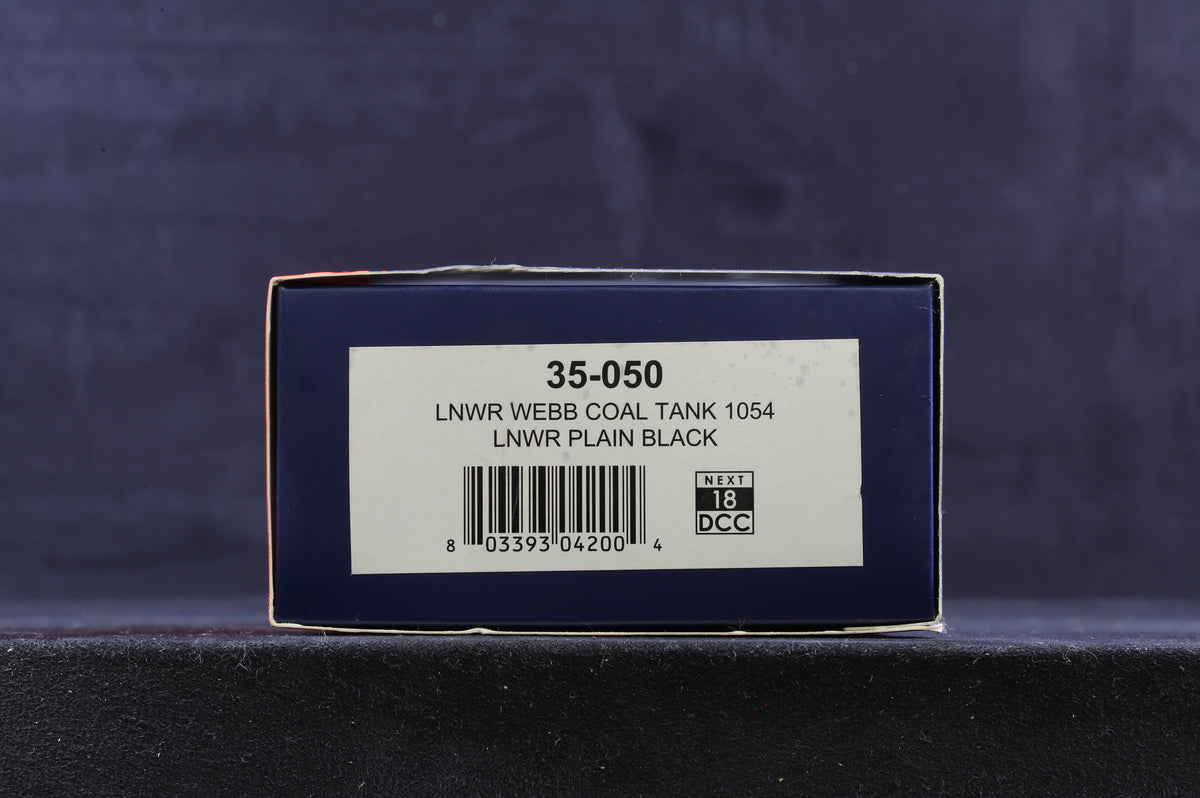 35-050
LNWR WEBB COAL TANK 1054
LNWR PLAIN BLACK
NEXT
18
DCC
8 03393 04200 4